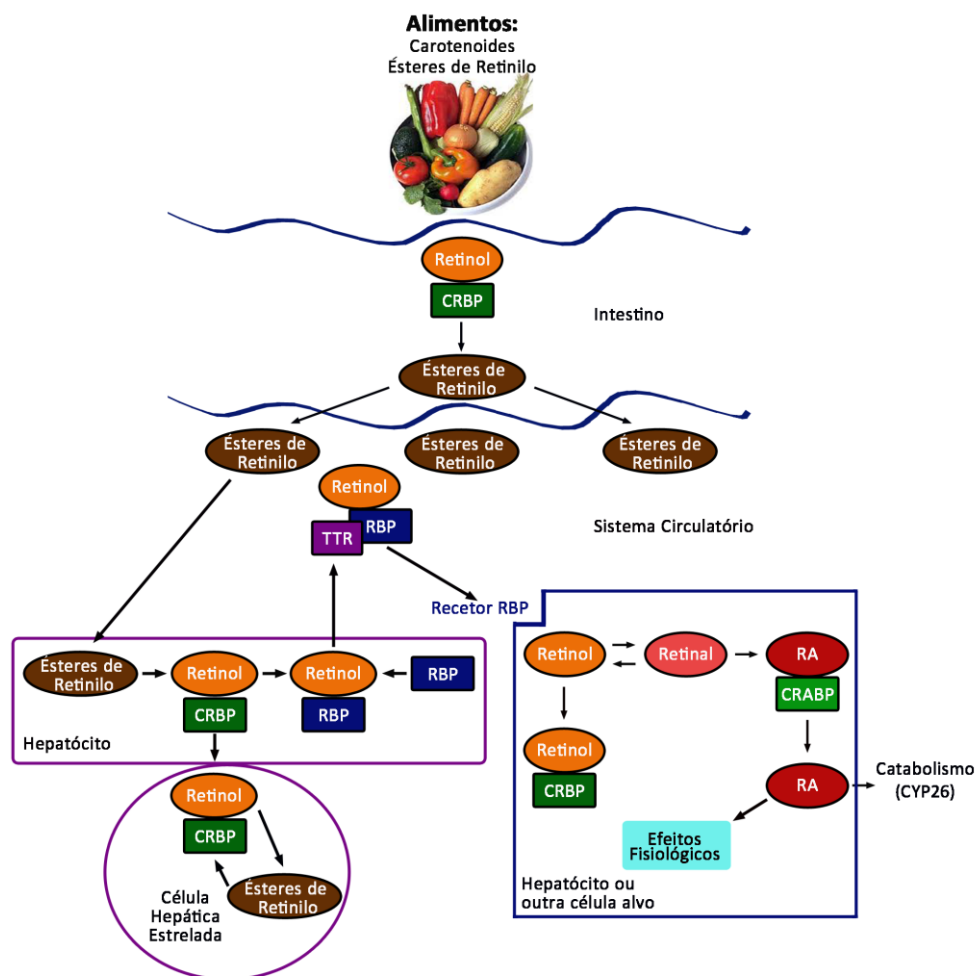 Alimentos:
Carotenoides
Ésteres de Retinilo
Retinol
CRBP
Intestino
Ésteres de
Retinilo
Ésteres de
Retinilo
Ésteres de
Retinilo
Ésteres de
Retinilo
Retinol
RBP
TTR
Sistema Circulatório
Recetor RBP
Ésteres de
Retinilo
Retinol
CRBP
Retinol
RBP
RBP
Hepatócito
Retinol
CRBP
Ésteres de
Retinilo
Célula
Hepática
Estrelada
Retinol
Retinal
RA
CRABP
Retinol
CRBP
RA
Catabolismo
(CYP26)
Efeitos
Fisiológicos
Hepatócito ou
outra célula alvo